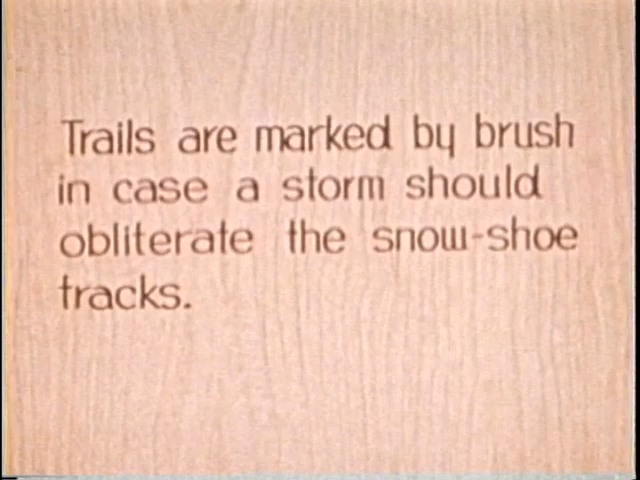 Trails are marked by brush
in case a storm should
obliterate the snow-shoe
tracks.